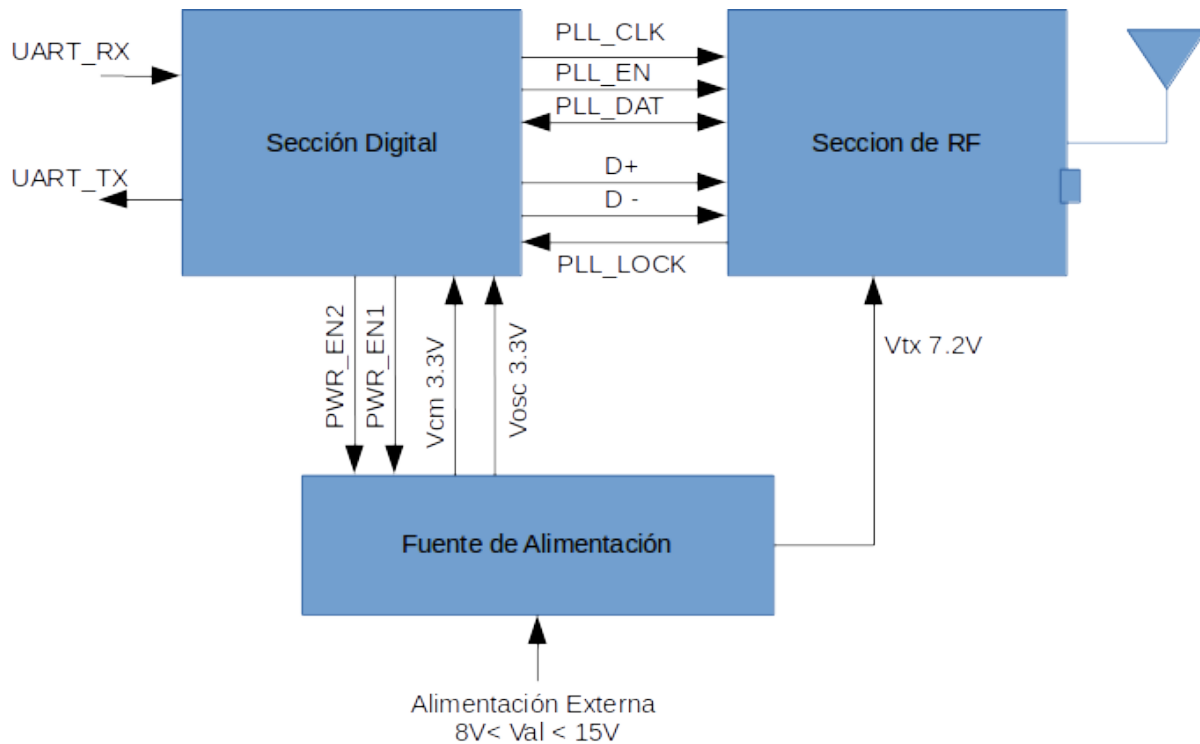 UART_RX
UART_TX
Sección Digital
PLL_CLK
PLL_EN
PLL_DAT
D+
D -
PLL_LOCK
Seccion de RF
PWR_EN2
PWR_EN1
Vcm 3.3V
Vosc 3.3V
Vtx 7.2V
Fuente de Alimentación
Alimentación Externa
8V< Val < 15V